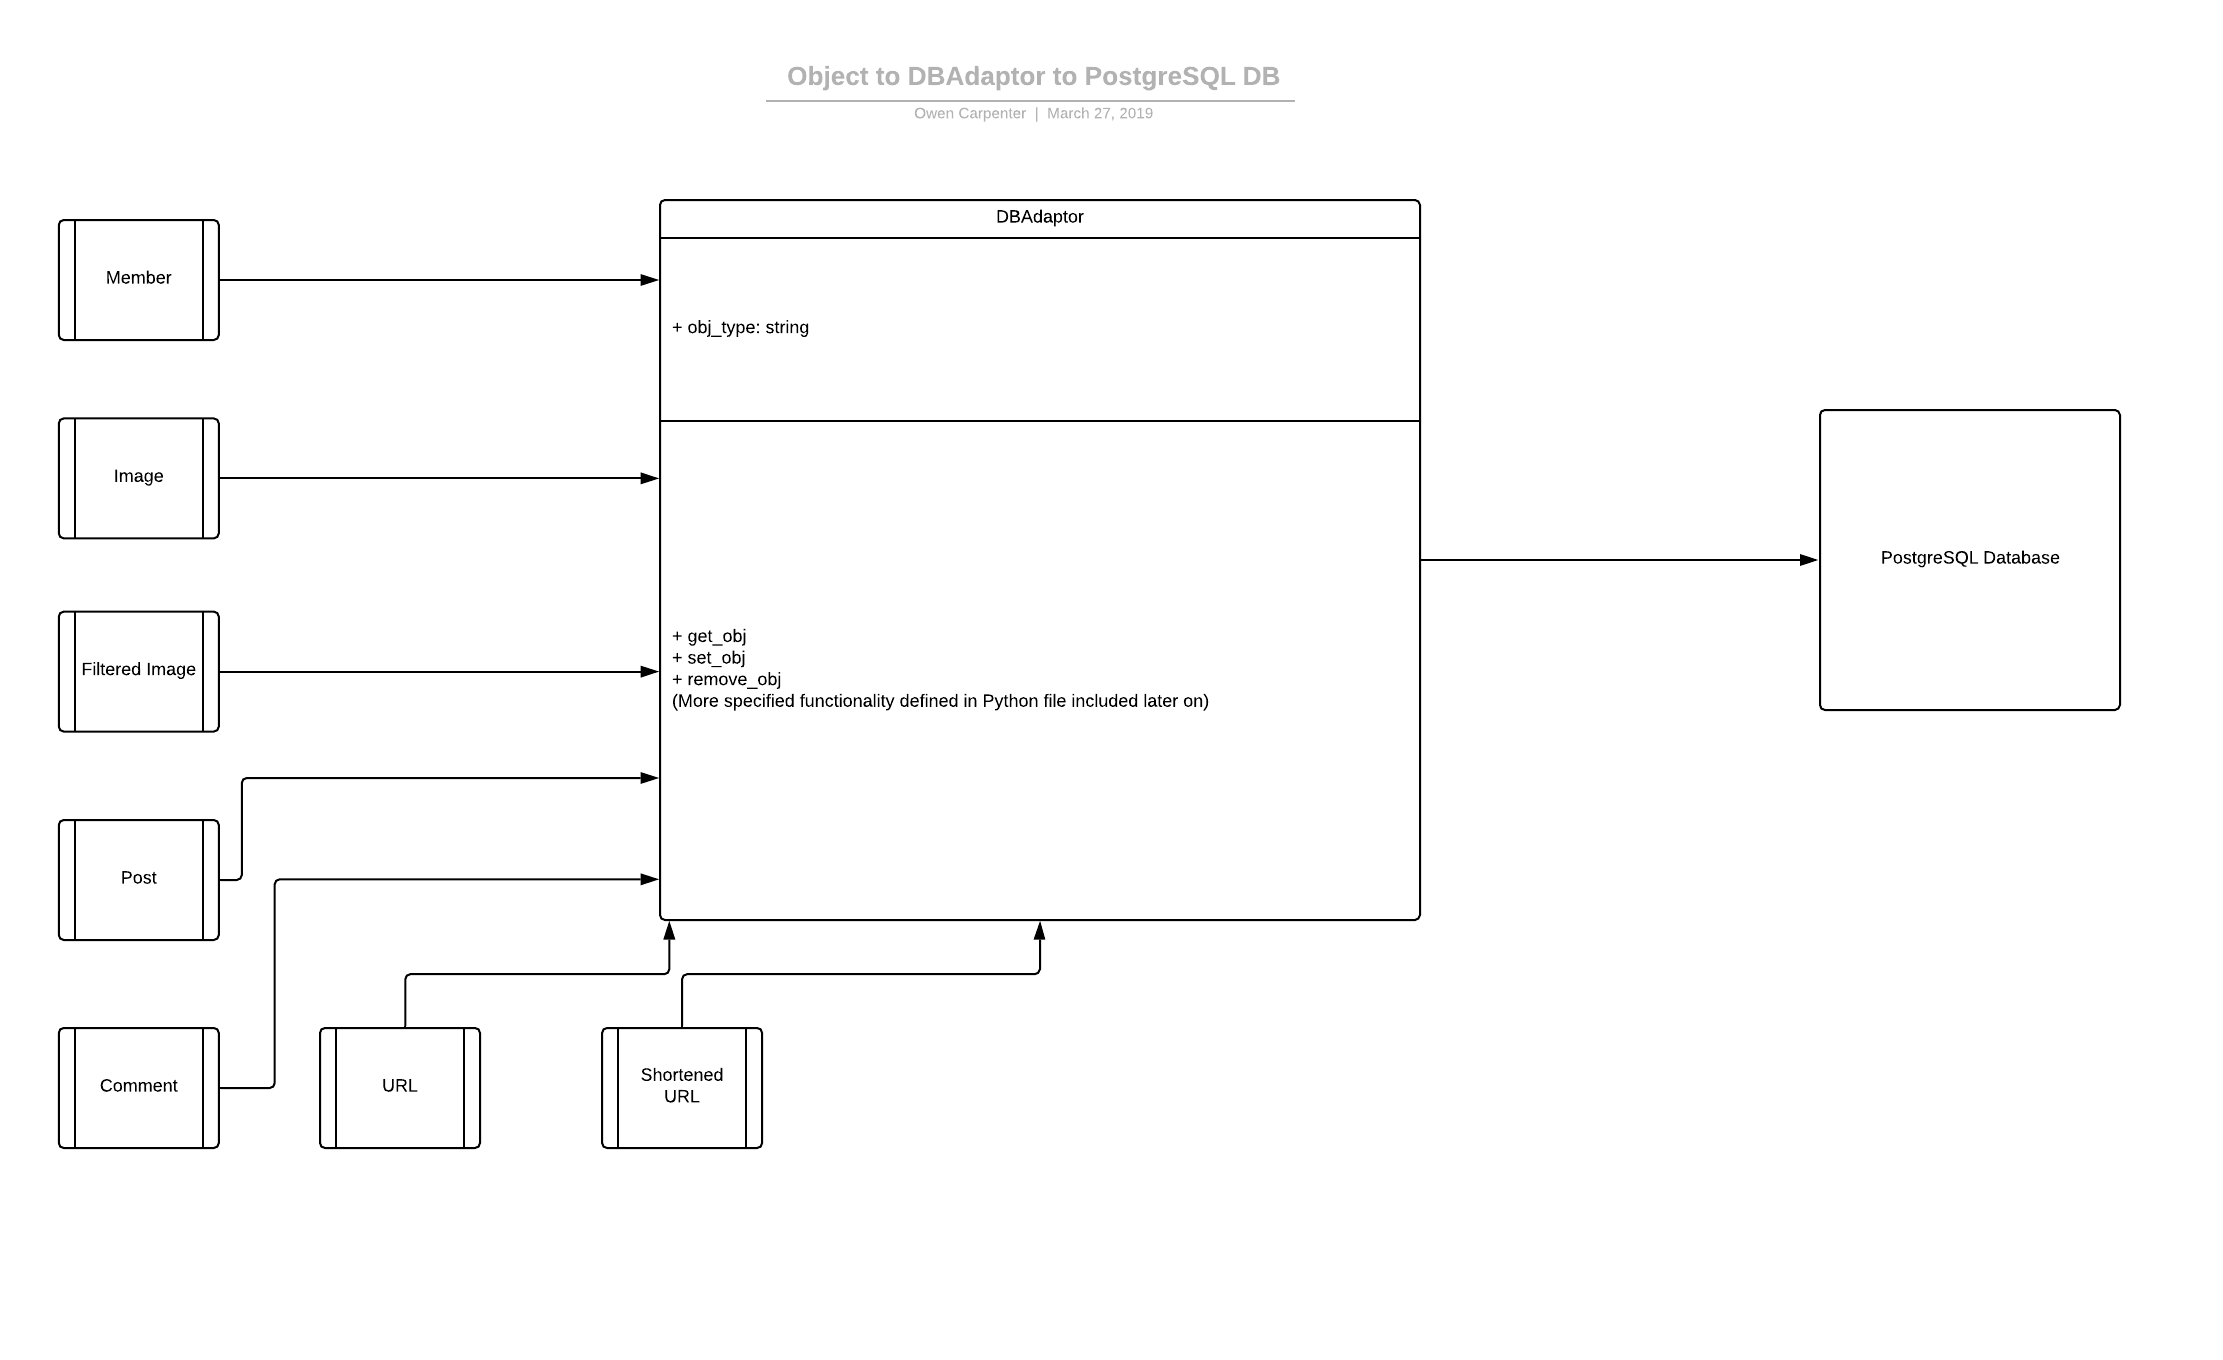 Object to DBAdaptor to PostgreSQL DB
Owen Carpenter | March 27, 2019
DBAdaptor
Member
+ obj_type: string
Image
PostgreSQL Database
+ get_obj
+ set_obj
+ remove_obj
(More specified functionality defined in Python file included later on)
Filtered Image
Post
Comment
URL
Shortened
URL